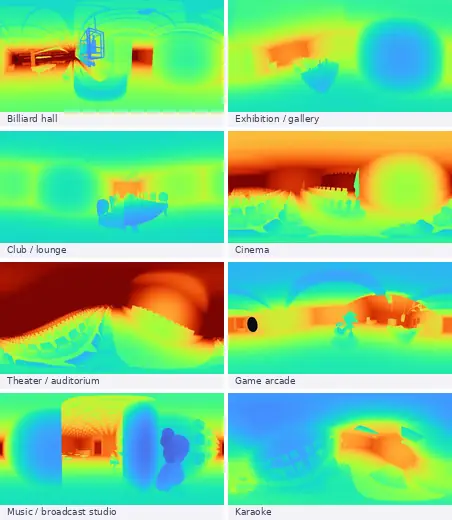 Billiard hall
Exhibition / gallery
Club / lounge
Cinema
Theater / auditorium
Game arcade
Music / broadcast studio
Karaoke